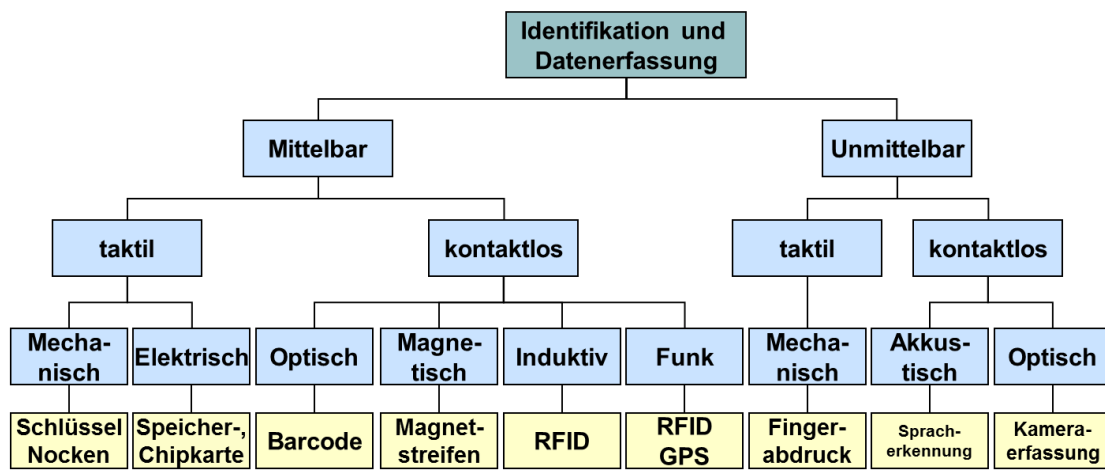 Identifikation und
Datenerfassung
Mittelbar
Unmittelbar
taktil
kontaktlos
taktil
kontaktlos
Mecha-
nisch
Elektrisch
Optisch
Magne-
tisch
Induktiv
Funk
Mecha-
nisch
Akkus-
tisch
Optisch
Schlüssel
Nocken
Speicher-,
Chipkarte
Barcode
Magnet-
streifen
RFID
RFID
GPS
Finger-
abdruck
Sprach-
erkennung
Kamera-
erfassung